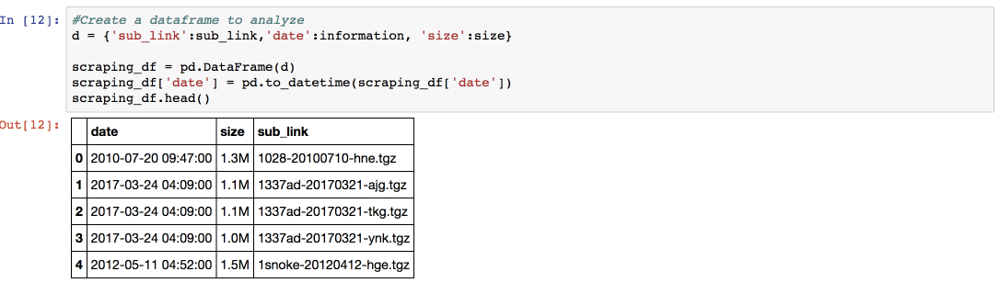 In [12]: #Create a dataframe to analyze
d = {'sub_link':sub_link,'date':information, 'size':size}
scraping_df = pd.DataFrame(d)
scraping_df['date'] = pd.to_datetime(scraping_df['date'])
scraping_df.head()
Out[12]:
date size sub_link
0 2010-07-20 09:47:00 1.3M 1028-20100710-hne.tgz
1 2017-03-24 04:09:00 1.1M 1337ad-20170321-ajg.tgz
2 2017-03-24 04:09:00 1.1M 1337ad-20170321-tkg.tgz
3 2017-03-24 04:09:00 1.0M 1337ad-20170321-ynk.tgz
4 2012-05-11 04:52:00 1.5M 1snoke-20120412-hge.tgz